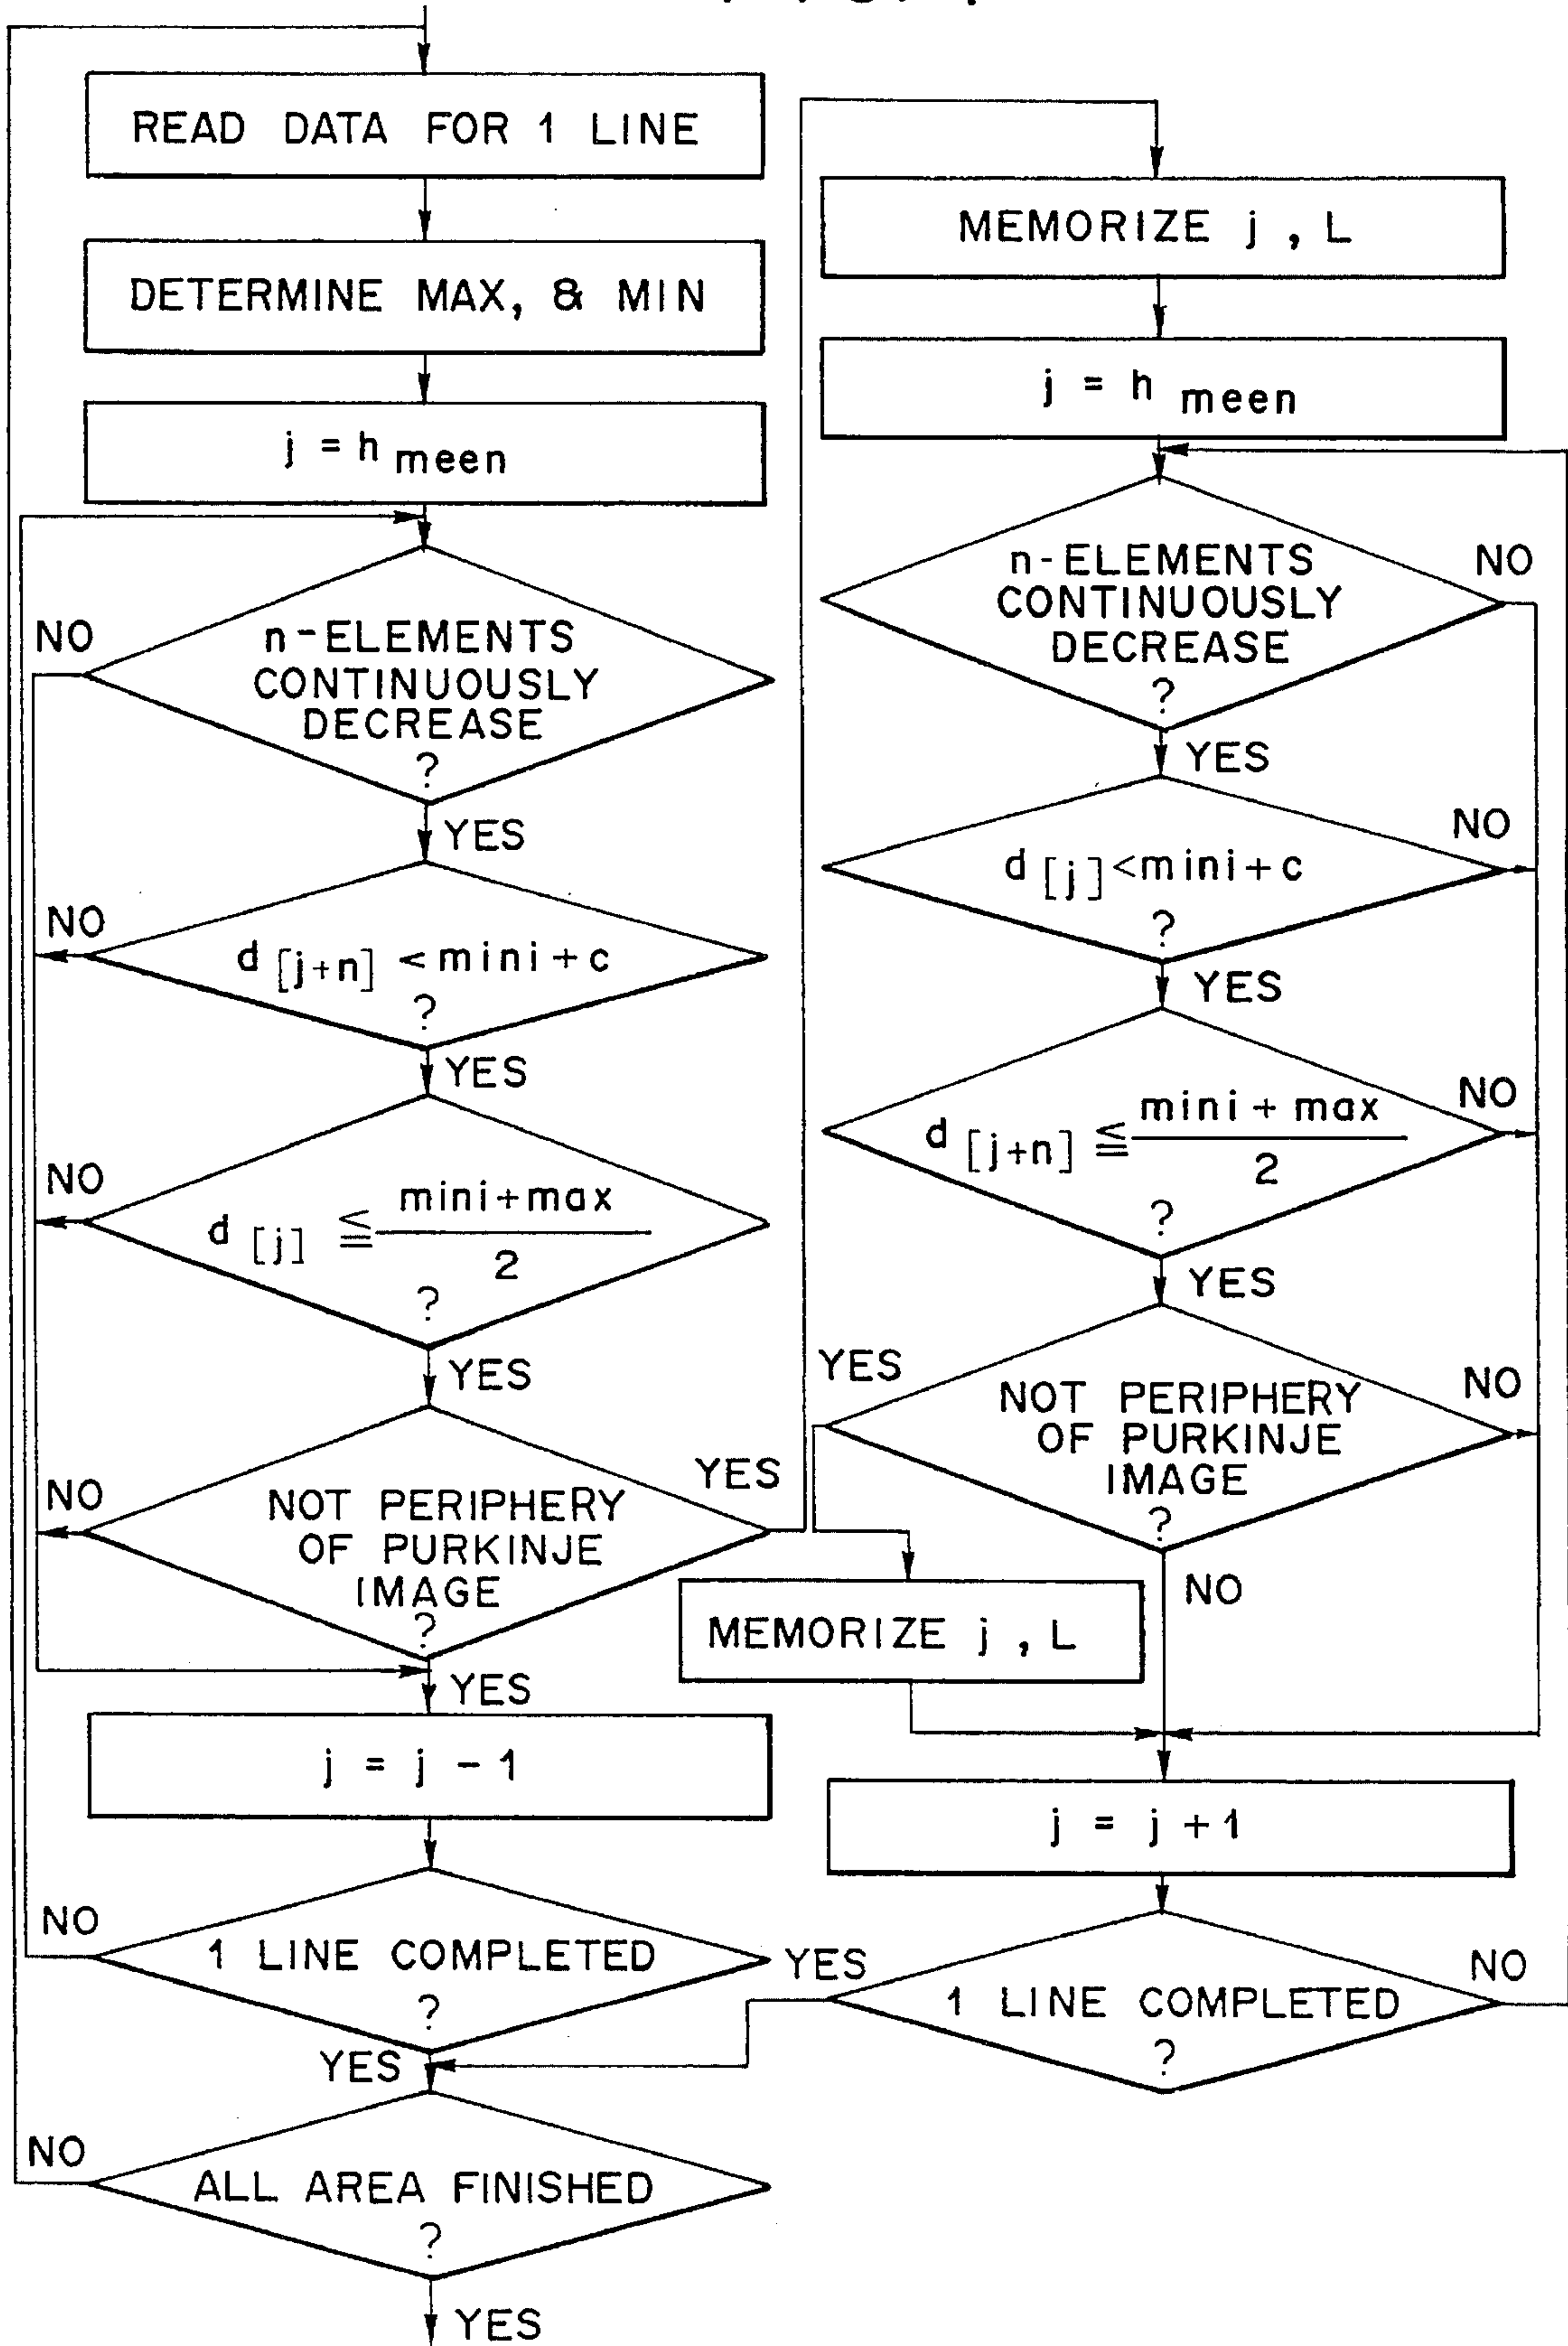 READ DATA FOR 1 LINE
DETERMINE MAX, & MIN
j = h meen
n-ELEMENTS
CONTINUOUSLY
DECREASE
?
NO
YES
d [j+n] < mini + c
?
NO
YES
d [j] ≦ mini+max
2
?
NO
YES
NOT PERIPHERY
OF PURKINJE
IMAGE
?
NO
YES
YES
j = j - 1
1 LINE COMPLETED
?
NO
YES
ALL AREA FINISHED
?
NO
YES
MEMORIZE j , L
j = h meen
n-ELEMENTS
CONTINUOUSLY
DECREASE
?
NO
YES
d [j] < mini + c
?
NO
YES
d [j+n] ≦ mini + max
2
?
NO
YES
NOT PERIPHERY
OF PURKINJE
IMAGE
?
YES
NO
NO
MEMORIZE j , L
j = j + 1
1 LINE COMPLETED
?
YES
NO